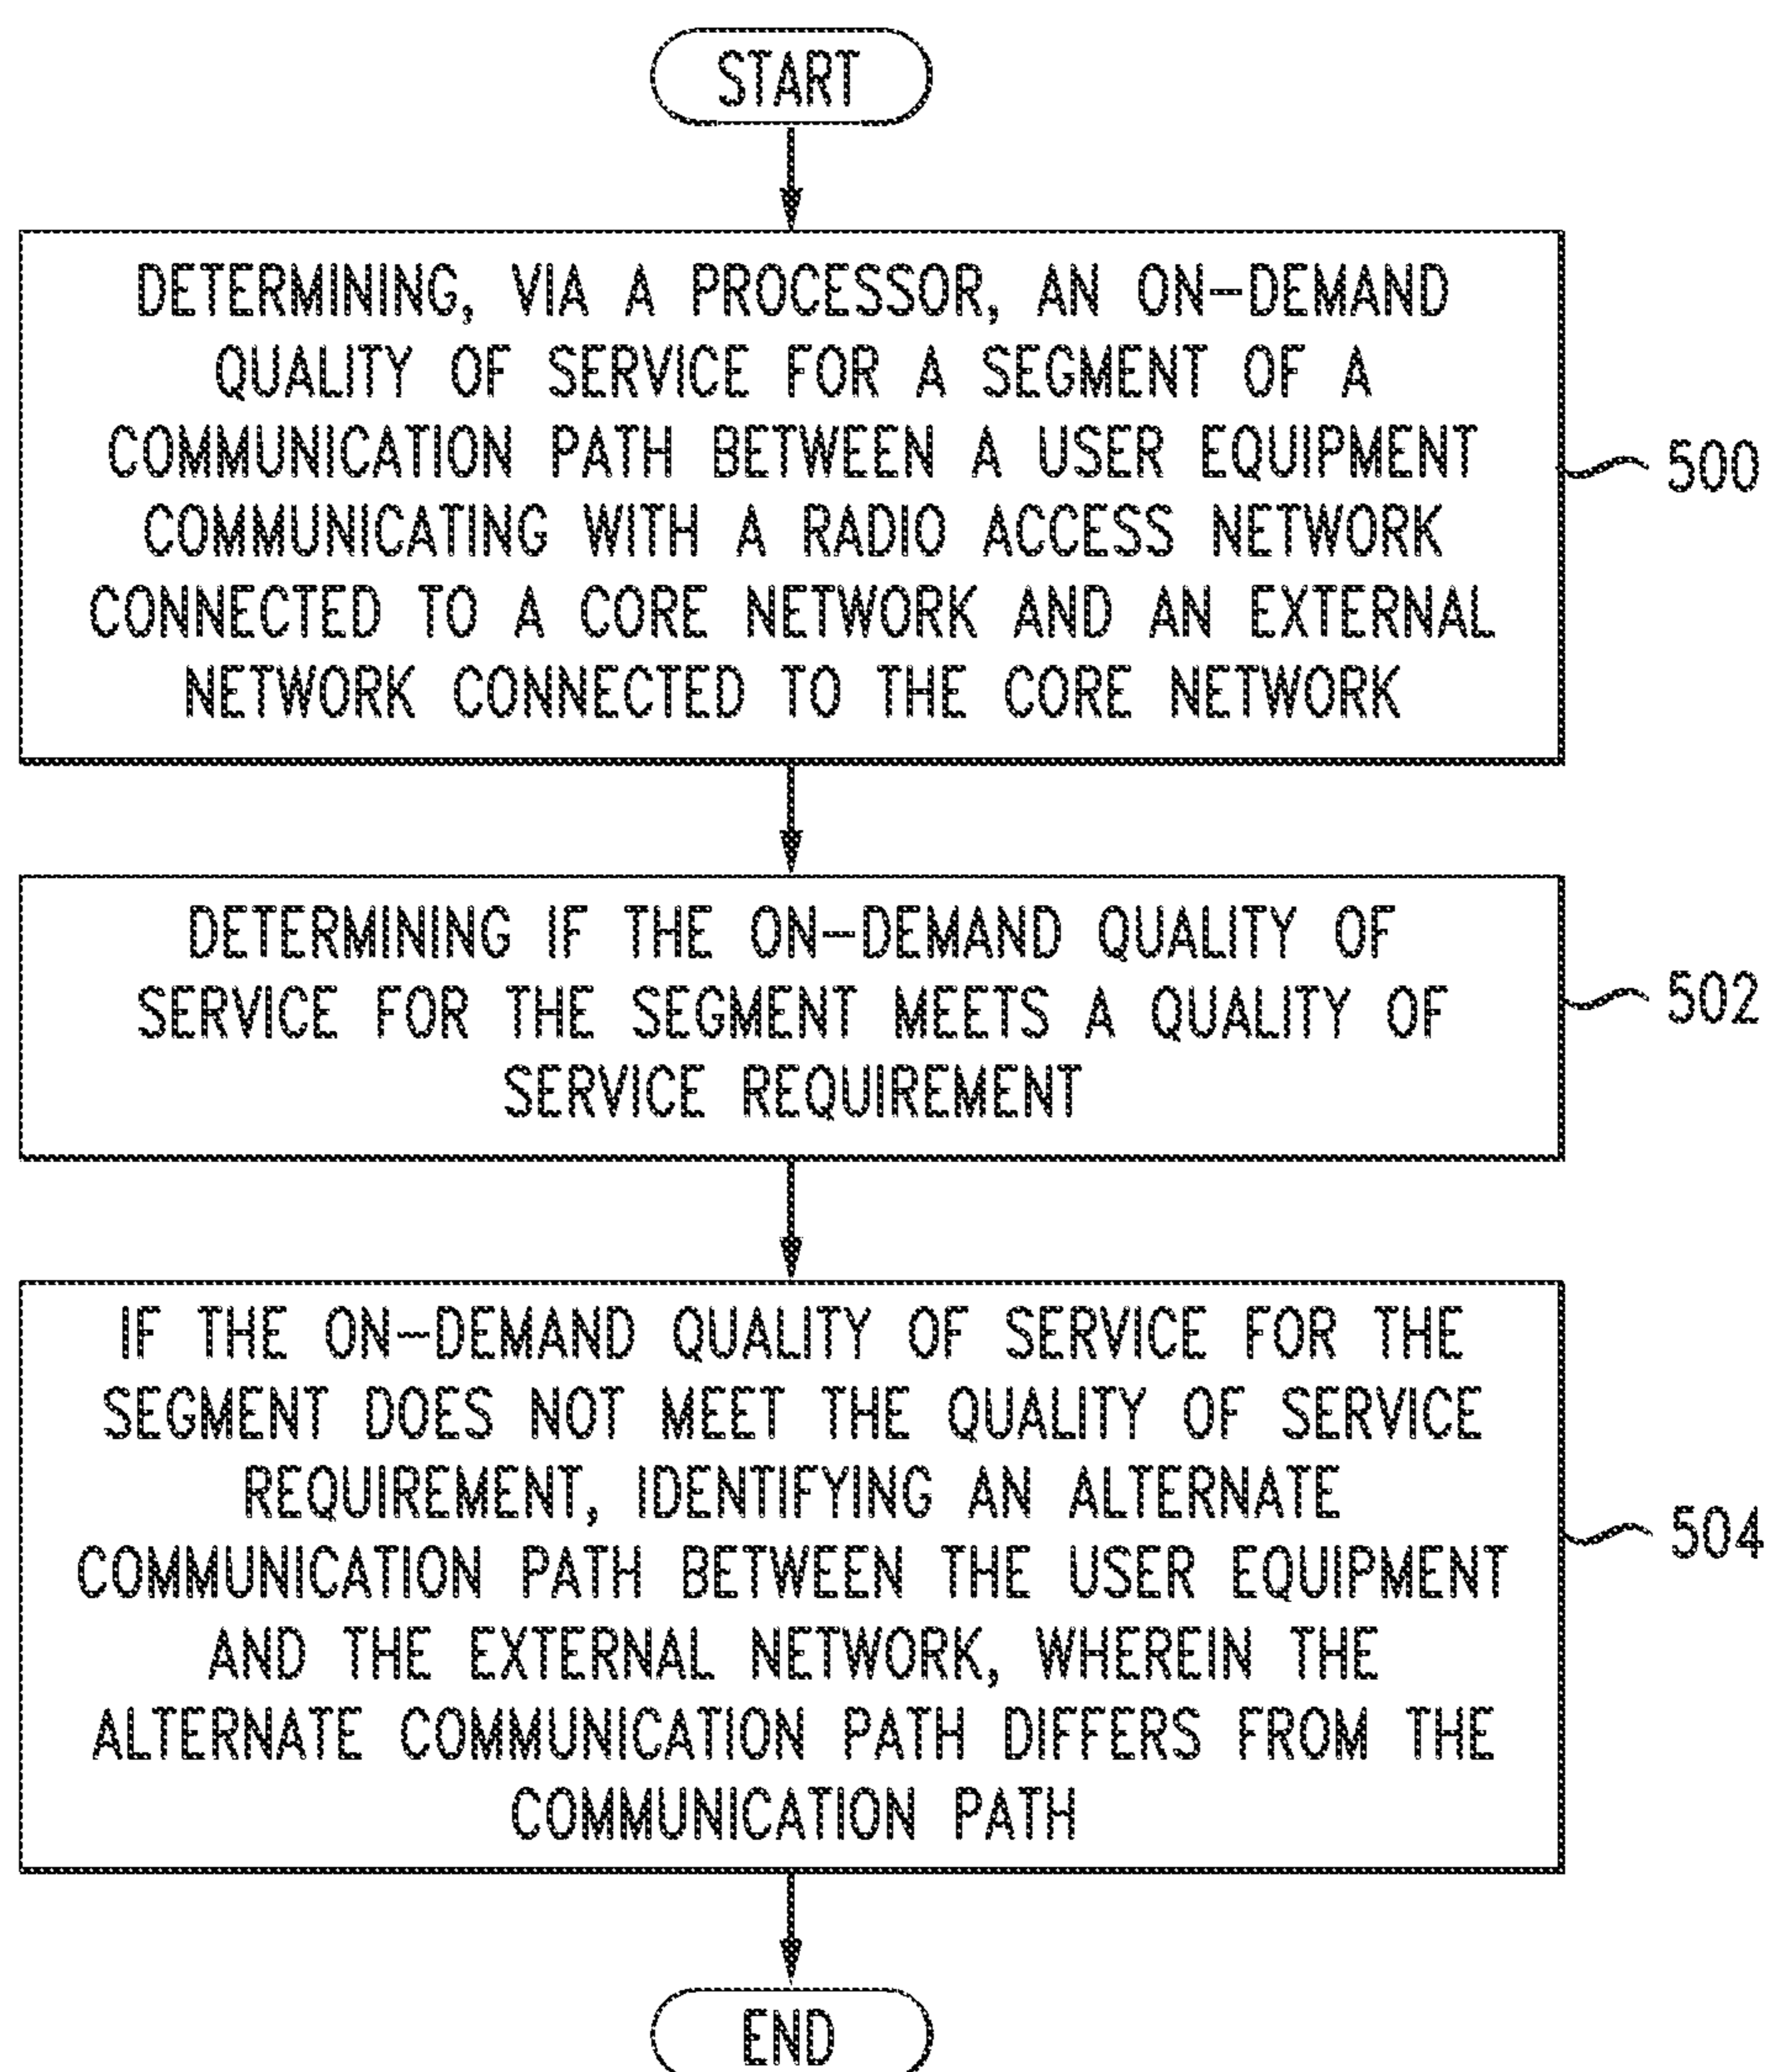 START
DETERMINING, VIA A PROCESSOR, AN ON-DEMAND
QUALITY OF SERVICE FOR A SEGMENT OF A
COMMUNICATION PATH BETWEEN A USER EQUIPMENT
COMMUNICATING WITH A RADIO ACCESS NETWORK
CONNECTED TO A CORE NETWORK AND AN EXTERNAL
NETWORK CONNECTED TO THE CORE NETWORK
500
DETERMINING IF THE ON-DEMAND QUALITY OF
SERVICE FOR THE SEGMENT MEETS A QUALITY OF
SERVICE REQUIREMENT
502
IF THE ON-DEMAND QUALITY OF SERVICE FOR THE
SEGMENT DOES NOT MEET THE QUALITY OF SERVICE
REQUIREMENT, IDENTIFYING AN ALTERNATE
COMMUNICATION PATH BETWEEN THE USER EQUIPMENT
AND THE EXTERNAL NETWORK, WHEREIN THE
ALTERNATE COMMUNICATION PATH DIFFERS FROM THE
COMMUNICATION PATH
504
END